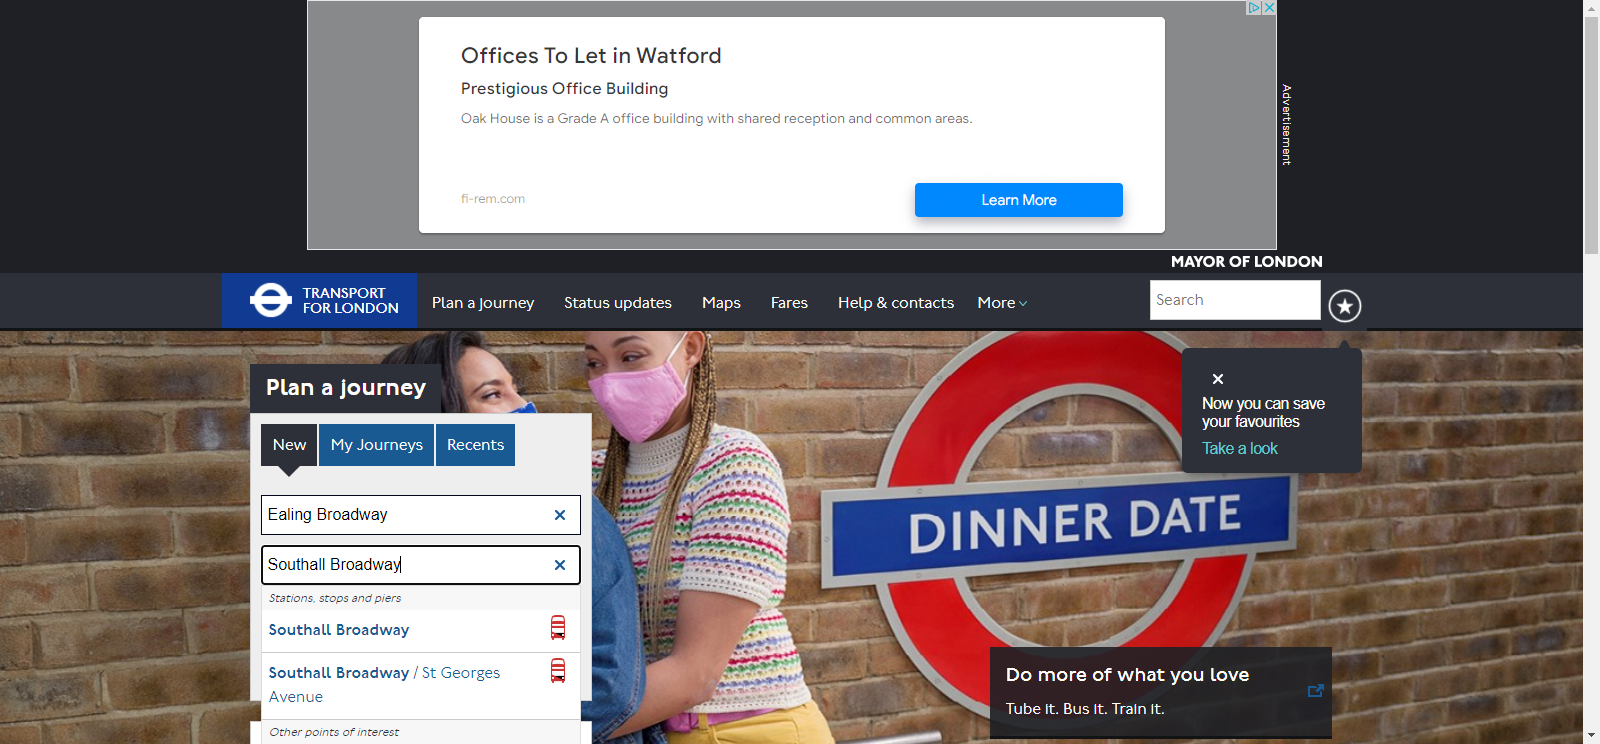 Offices To Let in Watford
Prestigious Office Building
Oak House is a Grade A office building with shared reception and common areas.
fi-rem.com
Learn More
Advertisement
MAYOR OF LONDON
TRANSPORT
FOR LONDON
Plan a journey
Status updates
Maps
Fares
Help & contacts
More
Search
Plan a journey
New
My Journeys
Recents
Ealing Broadway
Southall Broadway
Stations, stops and piers
Southall Broadway
Southall Broadway / St Georges
Avenue
Other points of interest
Now you can save
your favourites
Take a look
DINNER DATE
Do more of what you love
Tube it. Bus it. Train it.